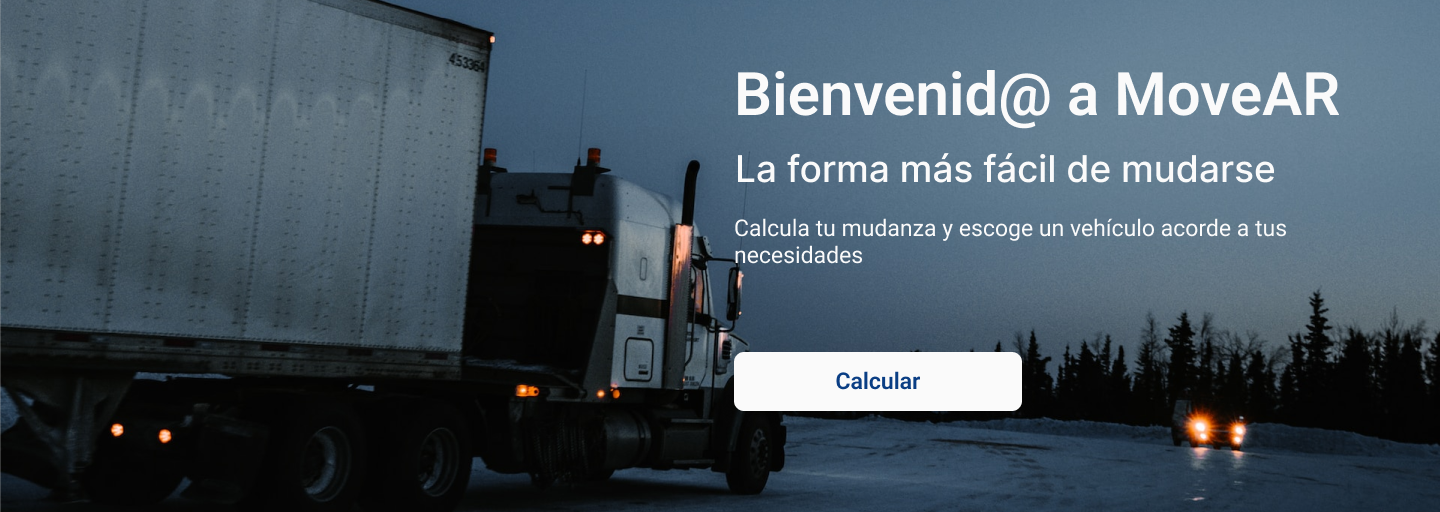 453364
Bienvenid@ a MoveAR
La forma más fácil de mudarse
Calcula tu mudanza y escoge un vehículo acorde a tus
necesidades
Calcular